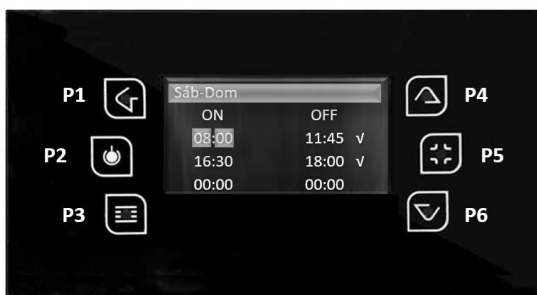 P1
P2
P3
Sáb-Dom
ON OFF
08:00 11:45 √
16:30 18:00 √
00:00 00:00
P4
P5
P6